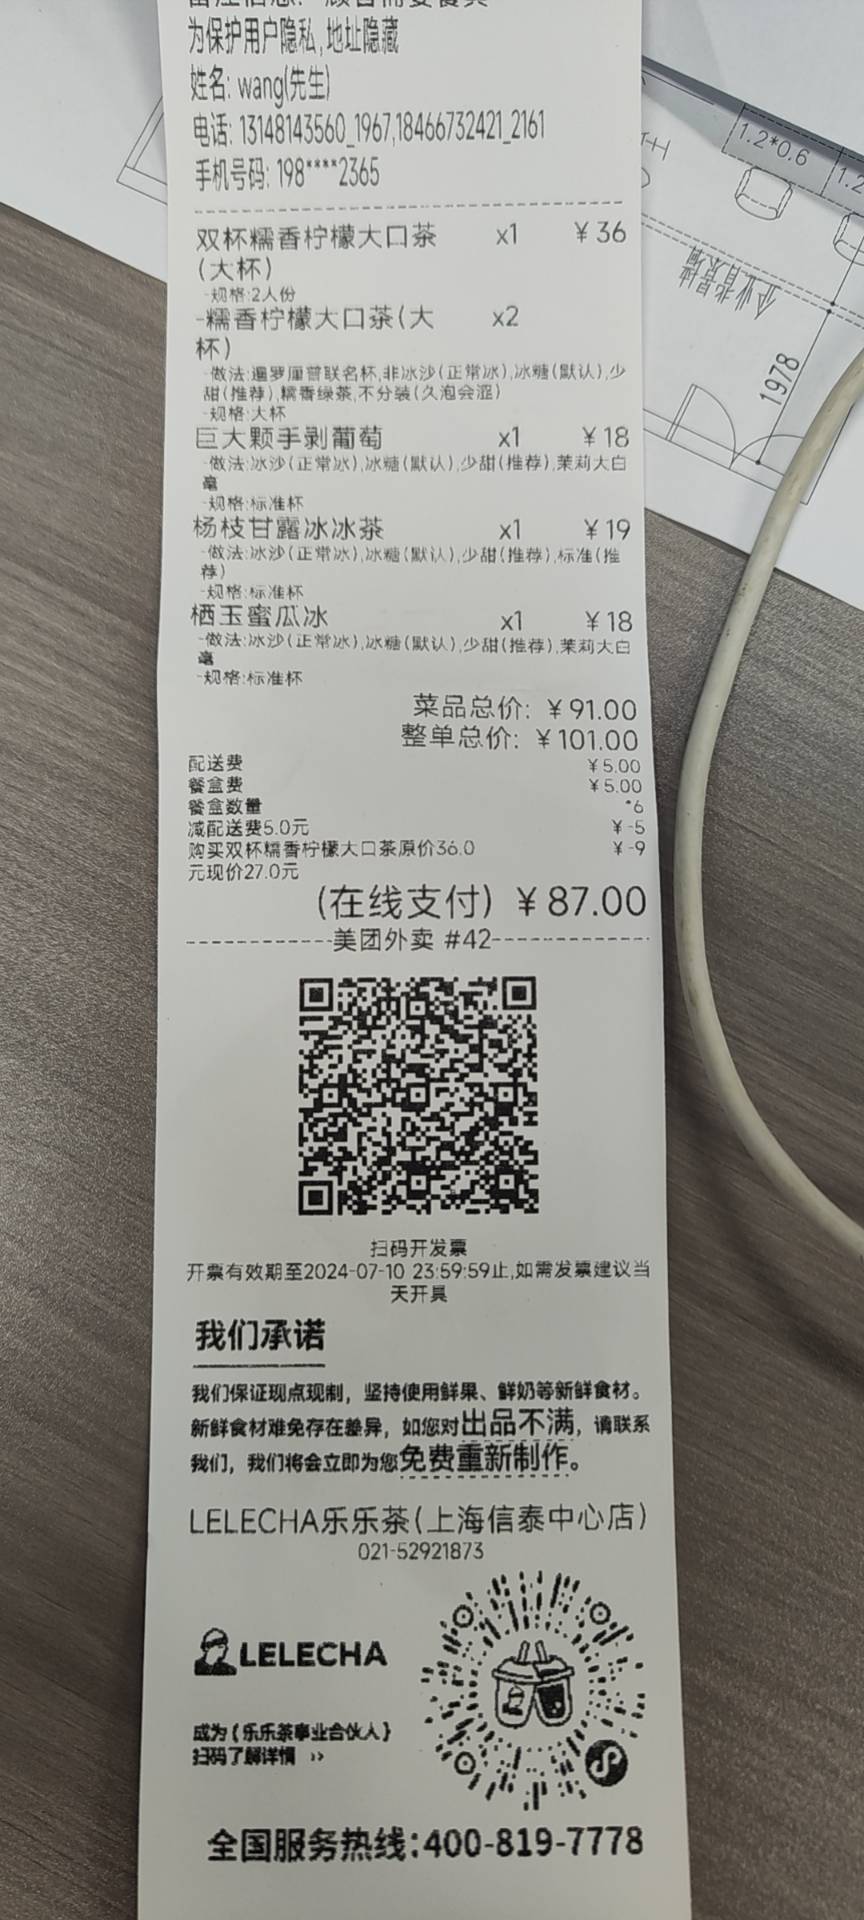 备注信息: 顾客需要餐具
为保护用户隐私,地址隐藏
姓名: wang(先生)
电话: 13148143560_1967,18466732421_2161
手机号码: 198****2365
双杯糯香柠檬大口茶 x1 ¥36
(大杯)
-规格:2人份
-糯香柠檬大口茶(大 x2
杯)
-做法:暹罗厘普联名杯,非冰沙(正常冰),冰糖(默认),少
甜(推荐),糯香绿茶,不分装(久泡会涩)
-规格:大杯
巨大颗手剥葡萄 x1 ¥18
-做法:冰沙(正常冰),冰糖(默认),少甜(推荐),茉莉大白
毫
-规格:标准杯
杨枝甘露冰冰茶 x1 ¥19
-做法:冰沙(正常冰),冰糖(默认),少甜(推荐),标准(推
荐)
-规格:标准杯
栖玉蜜瓜冰 x1 ¥18
-做法:冰沙(正常冰),冰糖(默认),少甜(推荐),茉莉大白
毫
-规格:标准杯
菜品总价: ¥91.00
整单总价: ¥101.00
配送费 ¥5.00
餐盒费 ¥5.00
餐盒数量 *6
减配送费5.0元 ¥-5
购买双杯糯香柠檬大口茶原价36.0 ¥-9
元现价27.0元
(在线支付) ¥87.00
------------美团外卖 #42-------------
扫码开发票
开票有效期至2024-07-10 23:59:59止,如需发票建议当
天开具
我们承诺
我们保证现点现制，坚持使用鲜果、鲜奶等新鲜食材。
新鲜食材难免存在差异，如您对出品不满，请联系
我们，我们将会立即为您免费重新制作。
LELECHA乐乐茶(上海信泰中心店)
021-52921873
LELECHA
成为{乐乐茶事业合伙人}
扫码了解详情 >>
全国服务热线:400-819-7778
1.2*0.6
1.2
1978